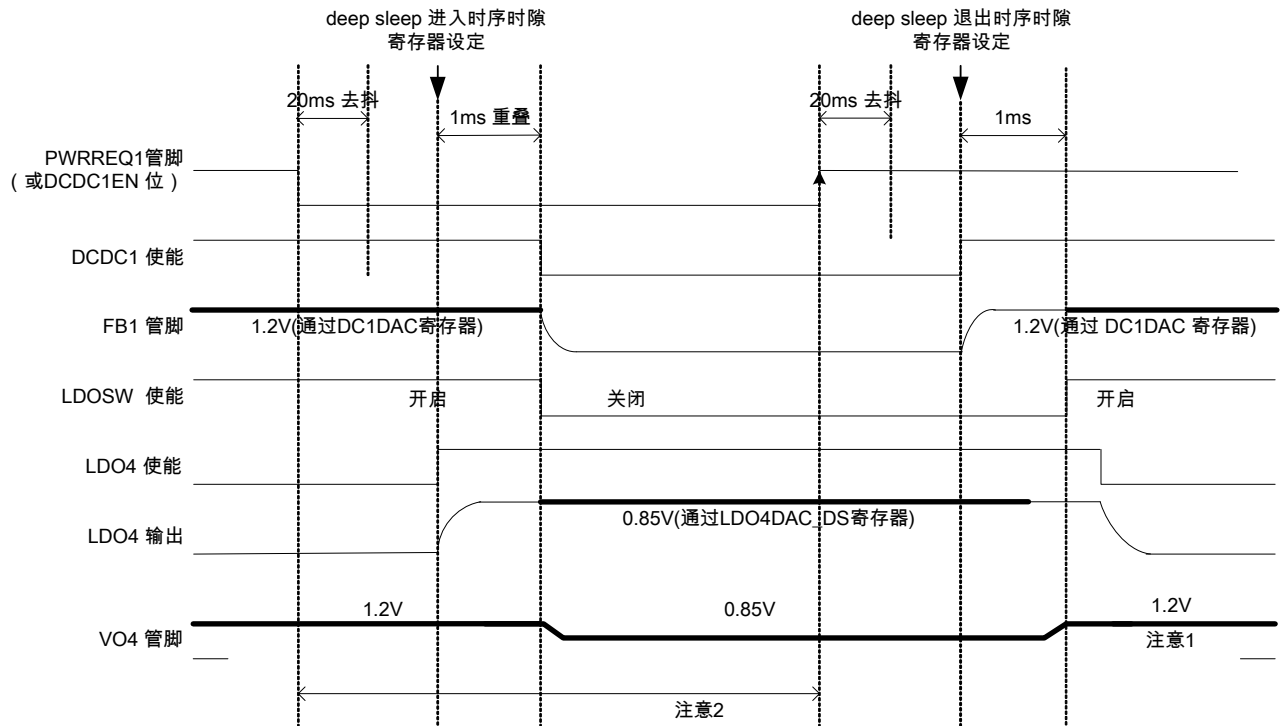 deep sleep 进入时序时隙
寄存器设定
deep sleep 退出时序时隙
寄存器设定
20ms 去抖
20ms 去抖
1ms 重叠
1ms
PWRREQ1管脚
（或DCDC1EN 位）
DCDC1 使能
FB1 管脚
1.2V(通过DC1DAC寄存器)
1.2V(通过 DC1DAC 寄存器)
LDOSW 使能
开启
关闭
开启
LDO4 使能
LDO4 输出
0.85V(通过LDO4DAC_DS寄存器)
1.2V
0.85V
1.2V
VO4 管脚
注意1
注意2